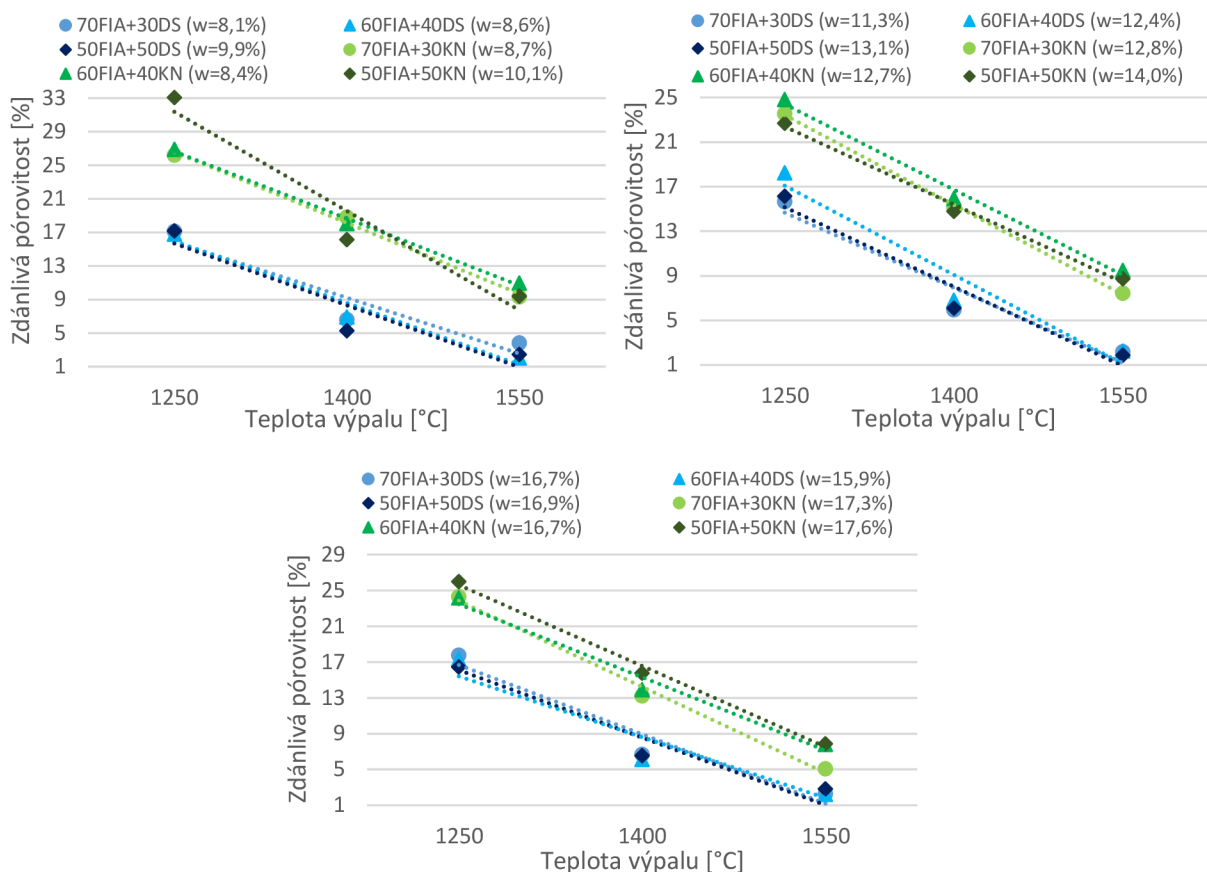 70FIA+30DS (w=8,1%) 60FIA+40DS (w=8,6%)
50FIA+50DS (w=9,9%) 70FIA+30KN (w=8,7%)
60FIA+40KN (w=8,4%) 50FIA+50KN (w=10,1%)
Zdánlivá pórovitost [%]
33
29
25
21
17
13
9
5
1
1250 1400 1550
Teplota výpalu [°C]
70FIA+30DS (w=11,3%) 60FIA+40DS (w=12,4%)
50FIA+50DS (w=13,1%) 70FIA+30KN (w=12,8%)
60FIA+40KN (w=12,7%) 50FIA+50KN (w=14,0%)
Zdánlivá pórovitost [%]
25
21
17
13
9
5
1
1250 1400 1550
Teplota výpalu [°C]
70FIA+30DS (w=16,7%) 60FIA+40DS (w=15,9%)
50FIA+50DS (w=16,9%) 70FIA+30KN (w=17,3%)
60FIA+40KN (w=16,7%) 50FIA+50KN (w=17,6%)
Zdánlivá pórovitost [%]
29
25
21
17
13
9
5
1
1250 1400 1550
Teplota výpalu [°C]